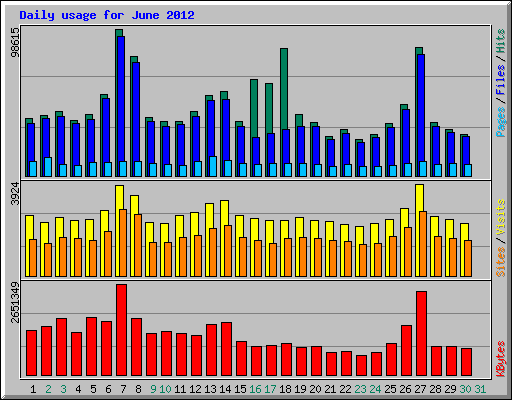 Daily usage for June 2012
98615
Pages / Files / Hits
3924
Sites / Visits
2651349
KBytes
1 2 3 4 5 6 7 8 9 10 11 12 13 14 15 16 17 18 19 20 21 22 23 24 25 26 27 28 29 30 31